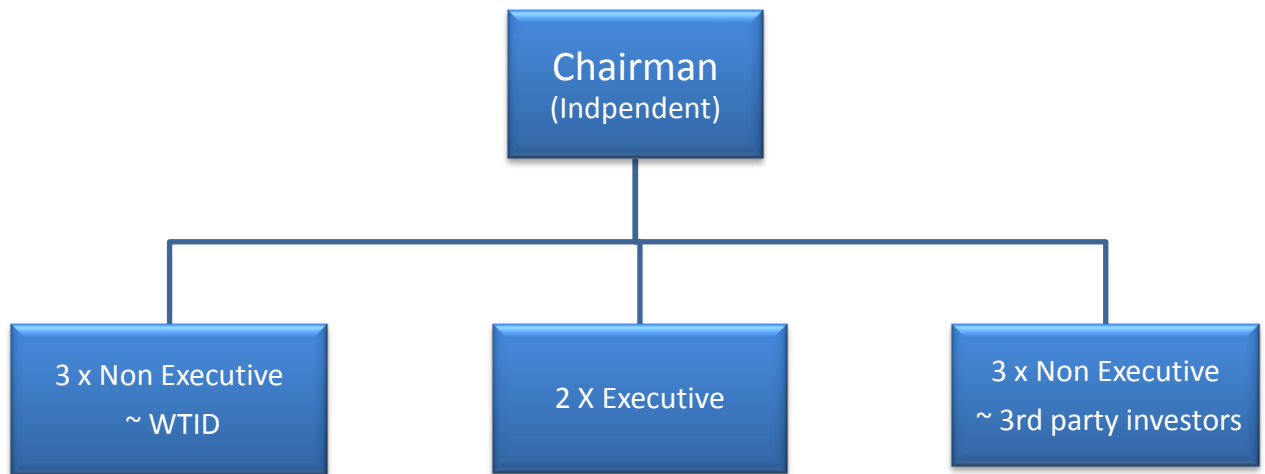 Chairman
(Indpendent)
3 x Non Executive
~ WTID
2 X Executive
3 x Non Executive
~ 3rd party investors